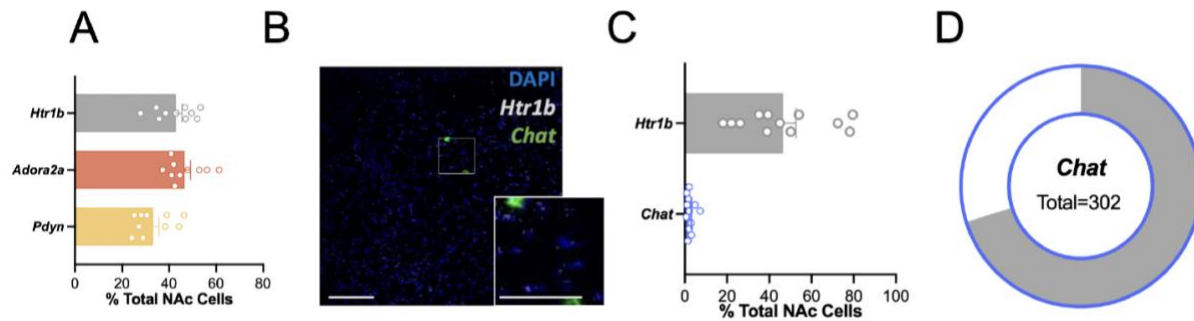 A
Htr1b
Adora2a
Pdyn
0 20 40 60 80
% Total NAc Cells
B
DAPI
Htr1b
Chat
C
Htr1b
Chat
0 20 40 60 80 100
% Total NAc Cells
D
Chat
Total=302